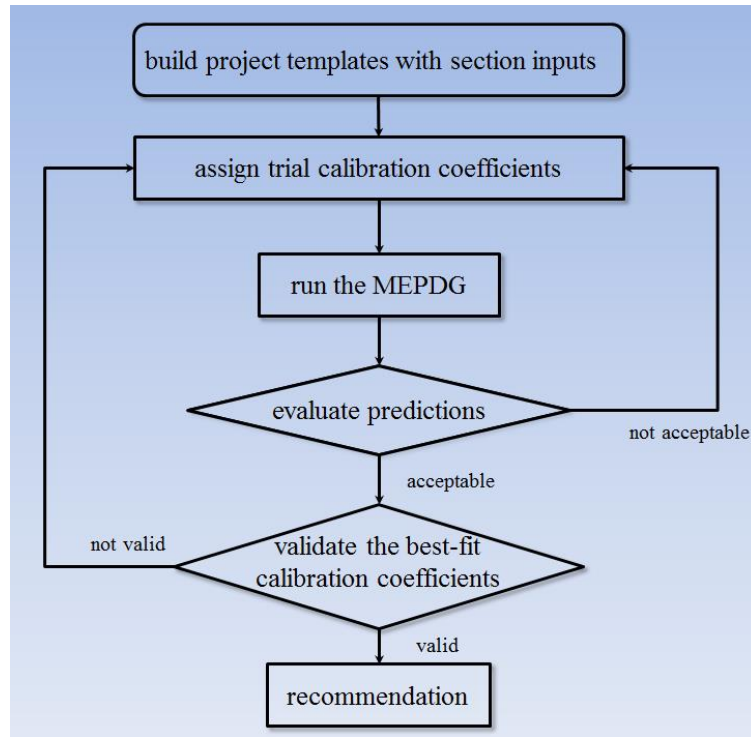 build project templates with section inputs
assign trial calibration coefficients
run the MEPDG
evaluate predictions
not acceptable
acceptable
not valid
validate the best-fit
calibration coefficients
valid
recommendation